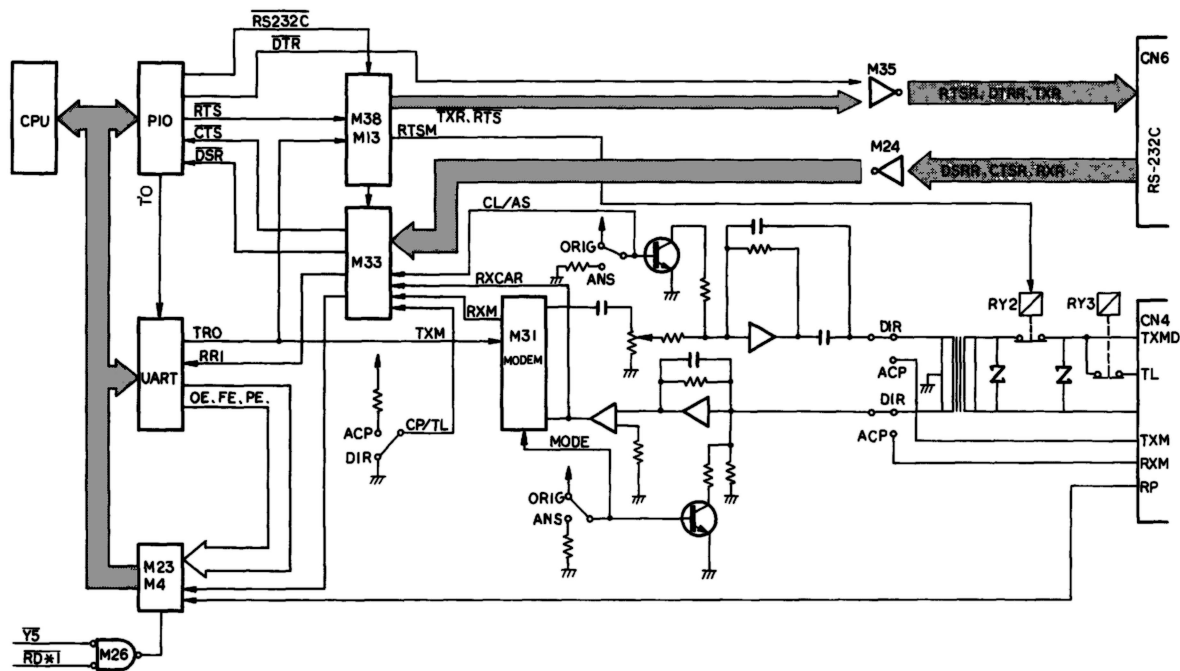 RS232C
DTR
CPU
PIO
RTS
CTS
DSR
TO
M38
M13
TXR. RTS
RTSM
M35
RTSR, DTRR, TXR
CN6
RS-232C
M24
DSRR, CTSR, RXR
M33
CL/AS
ORIG
ANS
RXCAR
RXM
TXM
M31
MODEM
RY2
RY3
CN4
TXMD
TL
DIR
ACP
DIR
ACP
TXM
RXM
RP
UART
TRO
RRI
OE. FE. PE.
ACP
DIR
CP/TL
MODE
ORIG
ANS
M23
M4
Y5
RD*1
M26